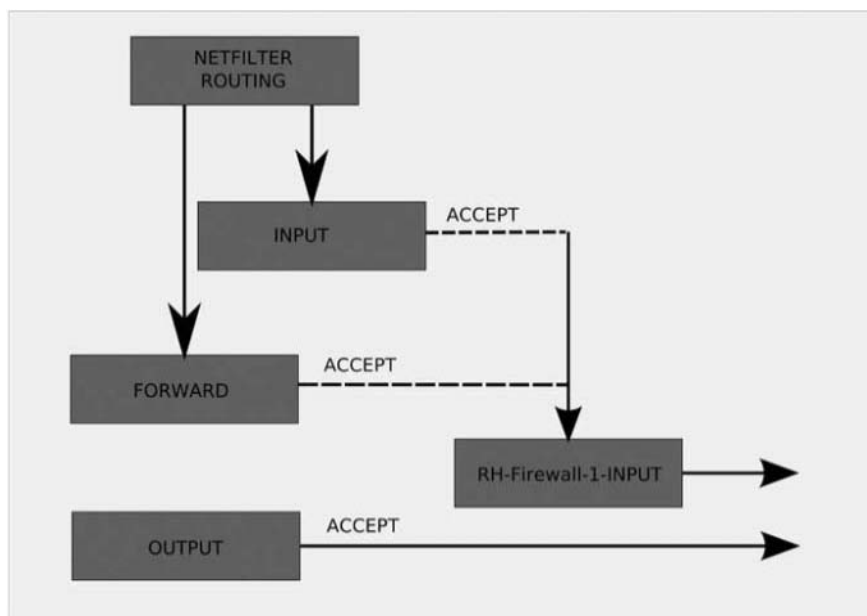 NETFILTER
ROUTING
INPUT
ACCEPT
FORWARD
ACCEPT
RH-Firewall-1-INPUT
OUTPUT
ACCEPT